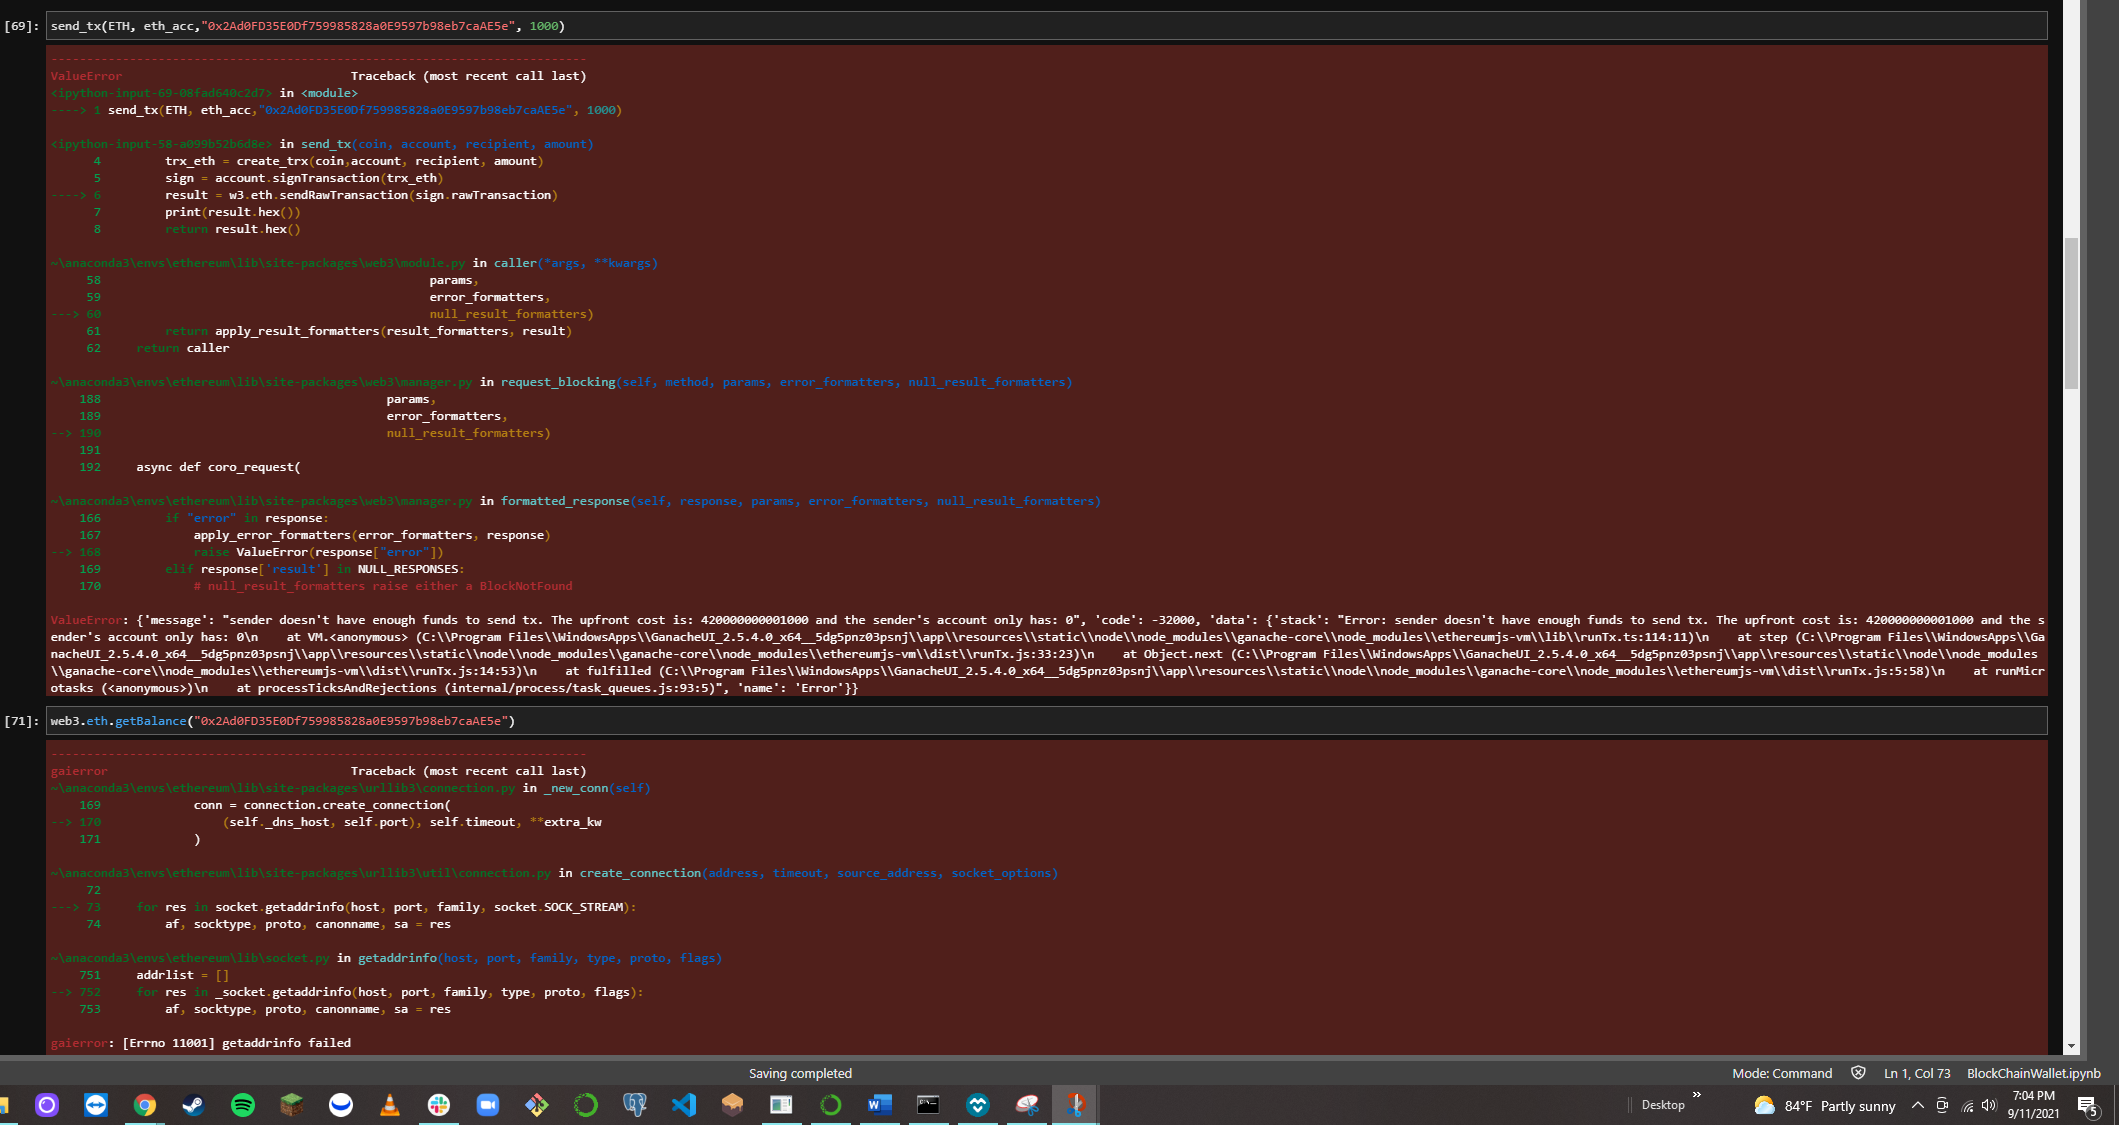 [69]: send_tx(ETH, eth_acc,"0x2Ad0FD35E0Df759985828a0E9597b98eb7caAE5e", 1000)
---------------------------------------------------------------------------
ValueError                                Traceback (most recent call last)
<ipython-input-69-08fad640c2d7> in <module>
----> 1 send_tx(ETH, eth_acc,"0x2Ad0FD35E0Df759985828a0E9597b98eb7caAE5e", 1000)
<ipython-input-58-a099b52b6d8e> in send_tx(coin, account, recipient, amount)
      4         trx_eth = create_trx(coin,account, recipient, amount)
      5         sign = account.signTransaction(trx_eth)
----> 6         result = w3.eth.sendRawTransaction(sign.rawTransaction)
      7         print(result.hex())
      8         return result.hex()
~\anaconda3\envs\ethereum\lib\site-packages\web3\module.py in caller(*args, **kwargs)
     58                                              params,
     59                                              error_formatters,
---> 60                                              null_result_formatters)
     61         return apply_result_formatters(result_formatters, result)
     62     return caller
~\anaconda3\envs\ethereum\lib\site-packages\web3\manager.py in request_blocking(self, method, params, error_formatters, null_result_formatters)
    188                                        params,
    189                                        error_formatters,
--> 190                                        null_result_formatters)
    191
    192     async def coro_request(
~\anaconda3\envs\ethereum\lib\site-packages\web3\manager.py in formatted_response(self, response, params, error_formatters, null_result_formatters)
    166         if "error" in response:
    167             apply_error_formatters(error_formatters, response)
--> 168             raise ValueError(response["error"])
    169         elif response['result'] in NULL_RESPONSES:
    170             # null_result_formatters raise either a BlockNotFound
ValueError: {'message': "sender doesn't have enough funds to send tx. The upfront cost is: 420000000001000 and the sender's account only has: 0", 'code': -32000, 'data': {'stack': "Error: sender doesn't have enough funds to send tx. The upfront cost is: 420000000001000 and the s
ender's account only has: 0\n    at VM.<anonymous> (C:\\Program Files\\WindowsApps\\GanacheUI_2.5.4.0_x64__5dg5pnz03psnj\\app\\resources\\static\\node\\node_modules\\ganache-core\\node_modules\\ethereumjs-vm\\lib\\runTx.ts:114:11)\n    at step (C:\\Program Files\\WindowsApps\\Ga
nacheUI_2.5.4.0_x64__5dg5pnz03psnj\\app\\resources\\static\\node\\node_modules\\ganache-core\\node_modules\\ethereumjs-vm\\dist\\runTx.js:33:23)\n    at Object.next (C:\\Program Files\\WindowsApps\\GanacheUI_2.5.4.0_x64__5dg5pnz03psnj\\app\\resources\\static\\node\\node_modules
\\ganache-core\\node_modules\\ethereumjs-vm\\dist\\runTx.js:14:53)\n    at fulfilled (C:\\Program Files\\WindowsApps\\GanacheUI_2.5.4.0_x64__5dg5pnz03psnj\\app\\resources\\static\\node\\node_modules\\ganache-core\\node_modules\\ethereumjs-vm\\dist\\runTx.js:5:58)\n    at runMicr
otasks (<anonymous>)\n    at processTicksAndRejections (internal/process/task_queues.js:93:5)", 'name': 'Error'}}
[71]: web3.eth.getBalance("0x2Ad0FD35E0Df759985828a0E9597b98eb7caAE5e")
---------------------------------------------------------------------------
gaierror                                  Traceback (most recent call last)
~\anaconda3\envs\ethereum\lib\site-packages\urllib3\connection.py in _new_conn(self)
    169             conn = connection.create_connection(
--> 170                 (self._dns_host, self.port), self.timeout, **extra_kw
    171             )
~\anaconda3\envs\ethereum\lib\site-packages\urllib3\util\connection.py in create_connection(address, timeout, source_address, socket_options)
     72
---> 73     for res in socket.getaddrinfo(host, port, family, socket.SOCK_STREAM):
     74         af, socktype, proto, canonname, sa = res
~\anaconda3\envs\ethereum\lib\socket.py in getaddrinfo(host, port, family, type, proto, flags)
    751     addrlist = []
--> 752     for res in _socket.getaddrinfo(host, port, family, type, proto, flags):
    753         af, socktype, proto, canonname, sa = res
gaierror: [Errno 11001] getaddrinfo failed
Saving completed
Mode: Command
Ln 1, Col 73
BlockChainWallet.ipynb
Desktop
84°F Partly sunny
7:04 PM
9/11/2021
5